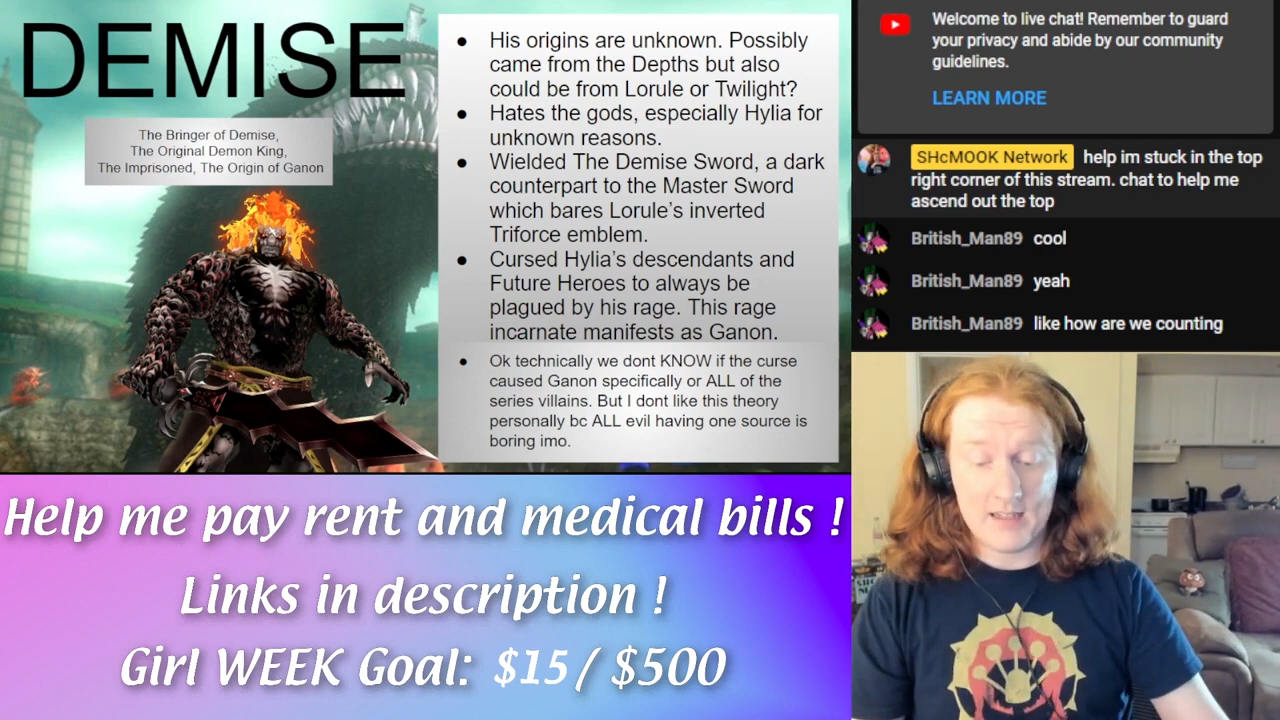 DEMISE
The Bringer of Demise,
The Original Demon King,
The Imprisoned, The Origin of Ganon
● His origins are unknown. Possibly
came from the Depths but also
could be from Lorule or Twilight?
● Hates the gods, especially Hylia for
unknown reasons.
● Wielded The Demise Sword, a dark
counterpart to the Master Sword
which bares Lorule's inverted
Triforce emblem.
● Cursed Hylia's descendants and
Future Heroes to always be
plagued by his rage. This rage
incarnate manifests as Ganon.
● Ok technically we dont KNOW if the curse
caused Ganon specifically or ALL of the
series villains. But I dont like this theory
personally bc ALL evil having one source is
boring imo.
Welcome to live chat! Remember to guard
your privacy and abide by our community
guidelines.
LEARN MORE
SHcMOOK Network help im stuck in the top
right corner of this stream. chat to help me
ascend out the top
British_Man89 cool
British_Man89 yeah
British_Man89 like how are we counting
Help me pay rent and medical bills !
Links in description !
Girl WEEK Goal: $15 / $500